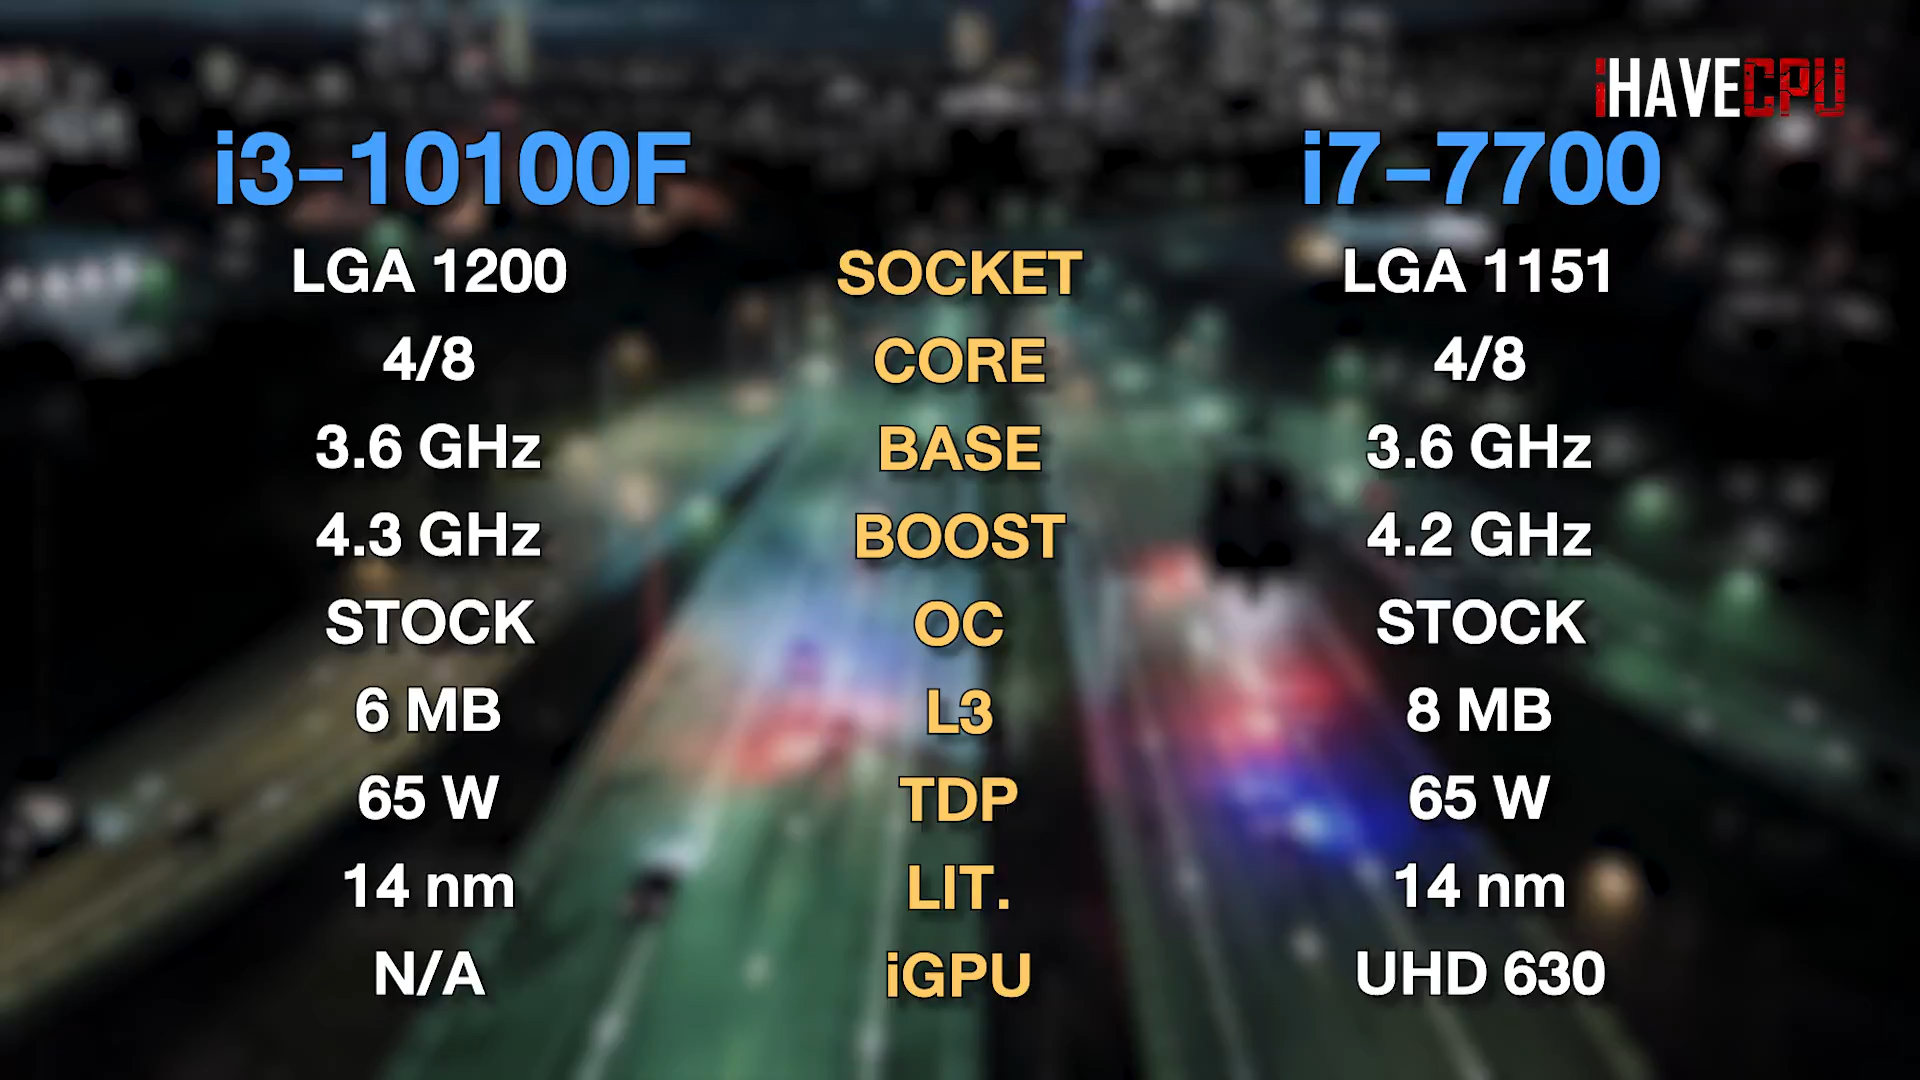 iHAVECPU
i3-10100F i7-7700
LGA 1200 SOCKET LGA 1151
4/8 CORE 4/8
3.6 GHz BASE 3.6 GHz
4.3 GHz BOOST 4.2 GHz
STOCK OC STOCK
6 MB L3 8 MB
65 W TDP 65 W
14 nm LIT. 14 nm
N/A iGPU UHD 630